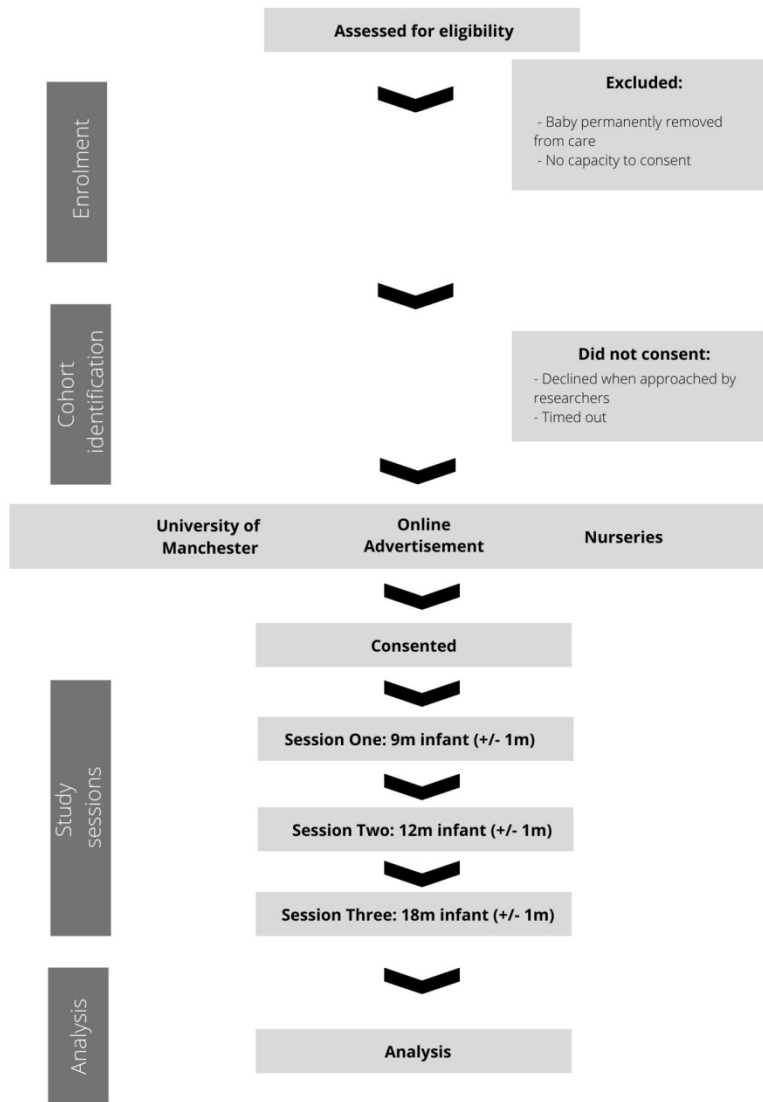 Assessed for eligibility
Enrolment
Excluded:
- Baby permanently removed
from care
- No capacity to consent
Cohort
identification
Did not consent:
- Declined when approached by
researchers
- Timed out
University of
Manchester
Online
Advertisement
Nurseries
Consented
Study
sessions
Session One: 9m infant (+/- 1m)
Session Two: 12m infant (+/- 1m)
Session Three: 18m infant (+/- 1m)
Analysis
Analysis